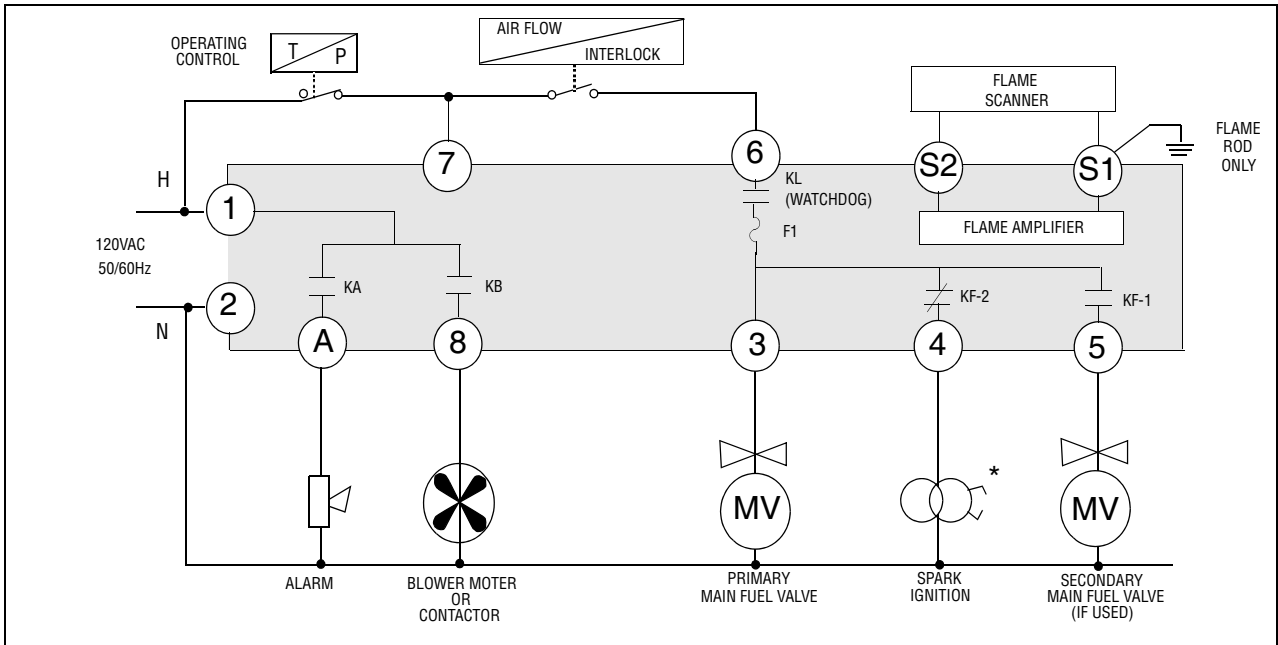 OPERATING
CONTROL
T
P
AIR FLOW
INTERLOCK
FLAME
SCANNER
FLAME
ROD
ONLY
7
6
S2
S1
H
1
KL
(WATCHDOG)
F1
FLAME AMPLIFIER
120VAC
50/60Hz
2
N
KA
KB
KF-2
KF-1
A
8
3
4
5
*
MV
MV
ALARM
BLOWER MOTER
OR
CONTACTOR
PRIMARY
MAIN FUEL VALVE
SPARK
IGNITION
SECONDARY
MAIN FUEL VALVE
(IF USED)